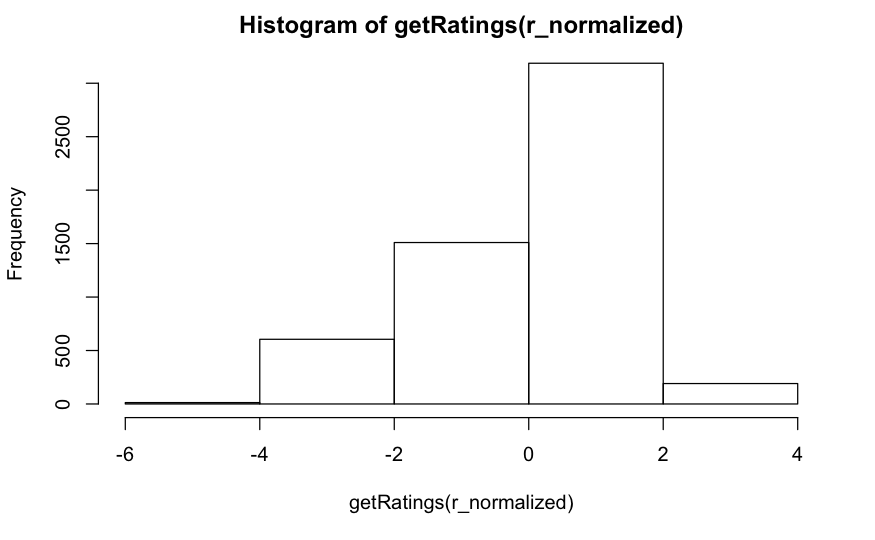 Histogram of getRatings(r_normalized)
Frequency
2500
1500
500
0
-6 -4 -2 0 2 4
getRatings(r_normalized)